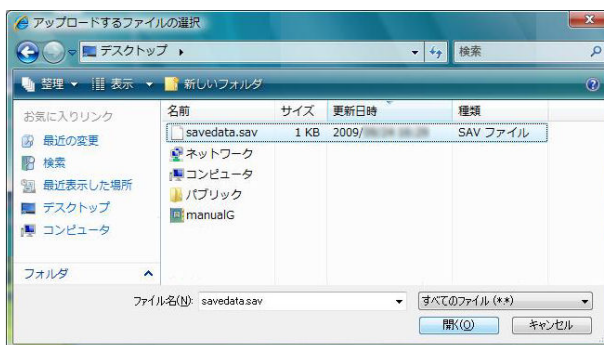 アップロードするファイルの選択
デスクトップ
検索
整理 表示 新しいフォルダ
お気に入りリンク
最近の変更
検索
最近表示した場所
デスクトップ
コンピュータ
フォルダ
名前 サイズ 更新日時 種類
savedata.sav 1 KB 2009/ SAV ファイル
ネットワーク
コンピュータ
パブリック
manualG
ファイル名(N): savedata.sav すべてのファイル (*.*)
開く(O) キャンセル